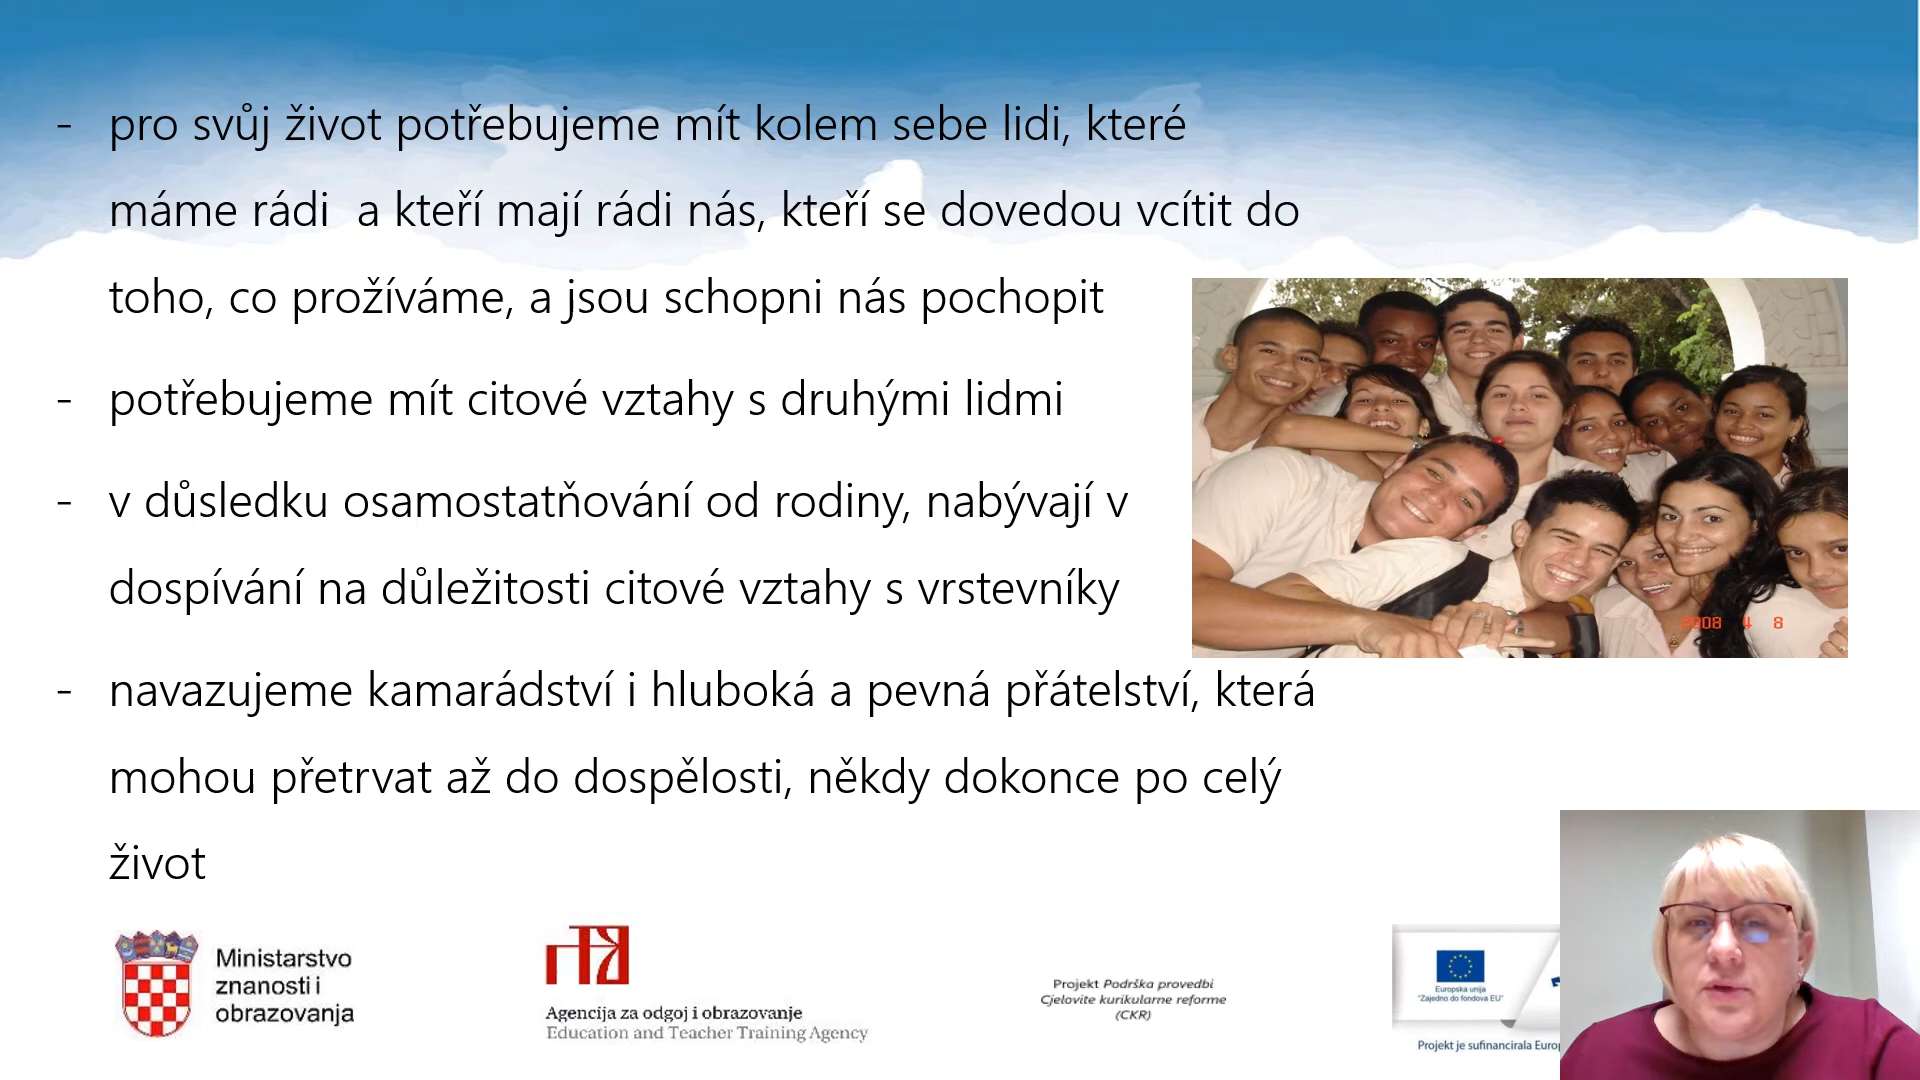 - pro svůj život potřebujeme mít kolem sebe lidi, které
máme rádi  a kteří mají rádi nás, kteří se dovedou vcítit do
toho, co prožíváme, a jsou schopni nás pochopit
- potřebujeme mít citové vztahy s druhými lidmi
- v důsledku osamostatňování od rodiny, nabývají v
dospívání na důležitosti citové vztahy s vrstevníky
- navazujeme kamarádství i hluboká a pevná přátelství, která
mohou přetrvat až do dospělosti, někdy dokonce po celý
život
2008 4 8
Ministarstvo
znanosti i
obrazovanja
Agencija za odgoj i obrazovanje
Education and Teacher Training Agency
Projekt Podrška provedbi
Cjelovite kurikularne reforme
(CKR)
Europska unija
"Zajedno do fondova EU"
Projekt je sufinancirala